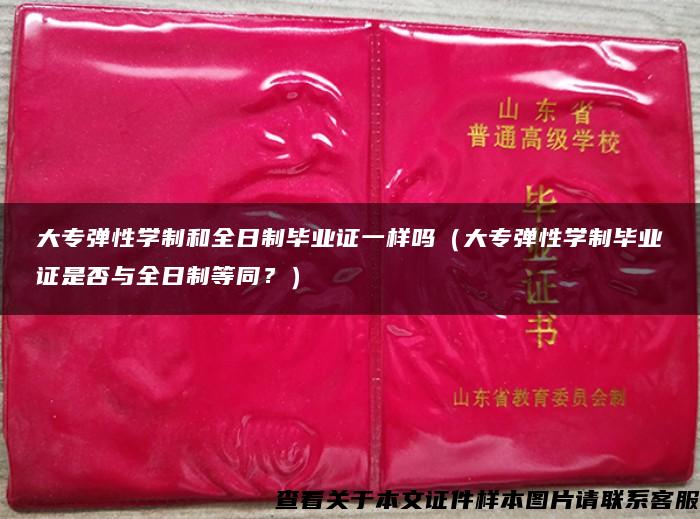 山东省
普通高级学校
毕业证书
大专弹性学制和全日制毕业证一样吗（大专弹性学制毕业
证是否与全日制等同？）
山东省教育委员会制
查看关于本文证件样本图片请联系客服